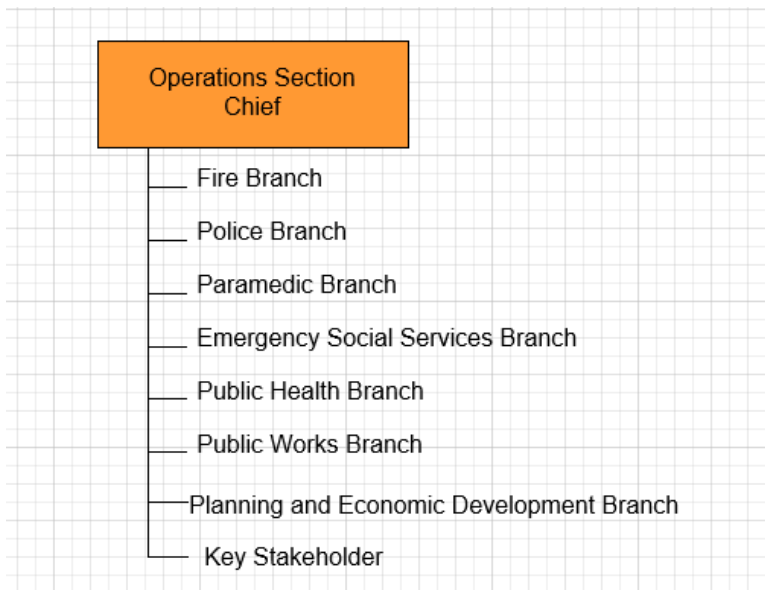 Operations Section
Chief
Fire Branch
Police Branch
Paramedic Branch
Emergency Social Services Branch
Public Health Branch
Public Works Branch
Planning and Economic Development Branch
Key Stakeholder